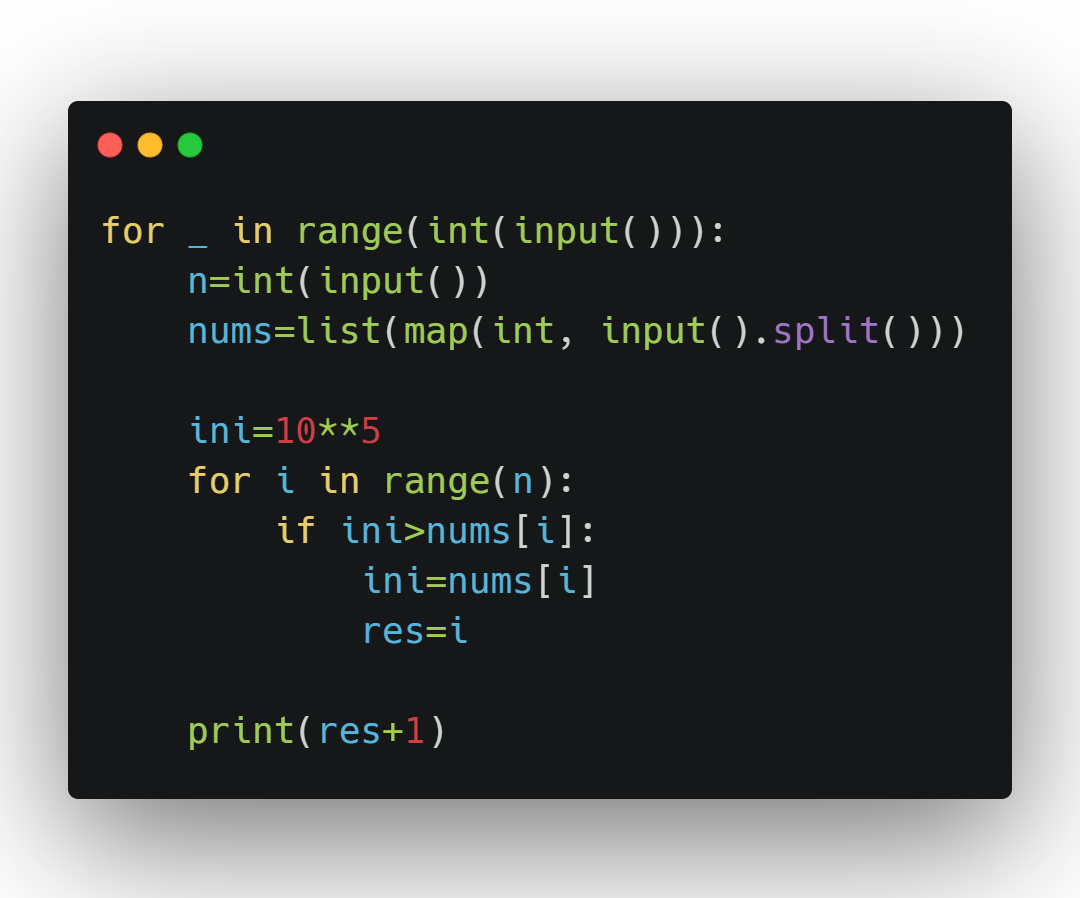 for _ in range(int(input())):
    n=int(input())
    nums=list(map(int, input().split()))

    ini=10**5
    for i in range(n):
        if ini>nums[i]:
            ini=nums[i]
            res=i

    print(res+1)